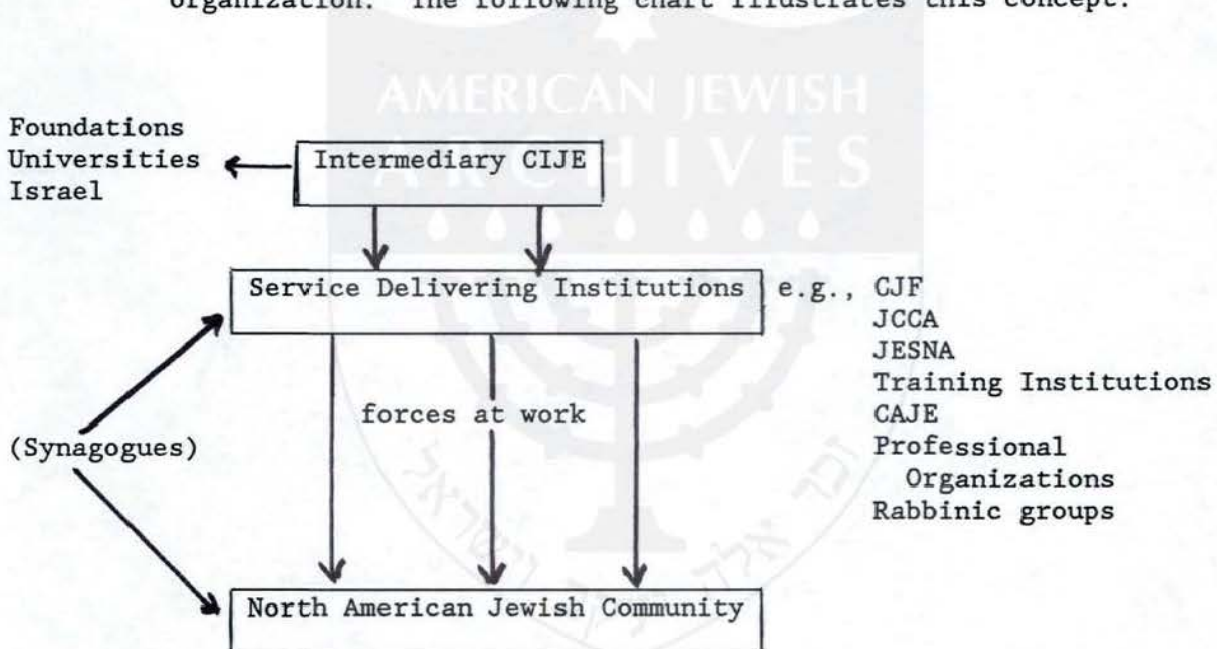 organization. The following chart illustrates this concept.
AMERICAN JEWISH
ARCHIVES
Foundations
Universities
Israel
Intermediary CIJE
Service Delivering Institutions
e.g., CJF
JCCA
JESNA
Training Institutions
CAJE
Professional
Organizations
Rabbinic groups
forces at work
(Synagogues)
North American Jewish Community